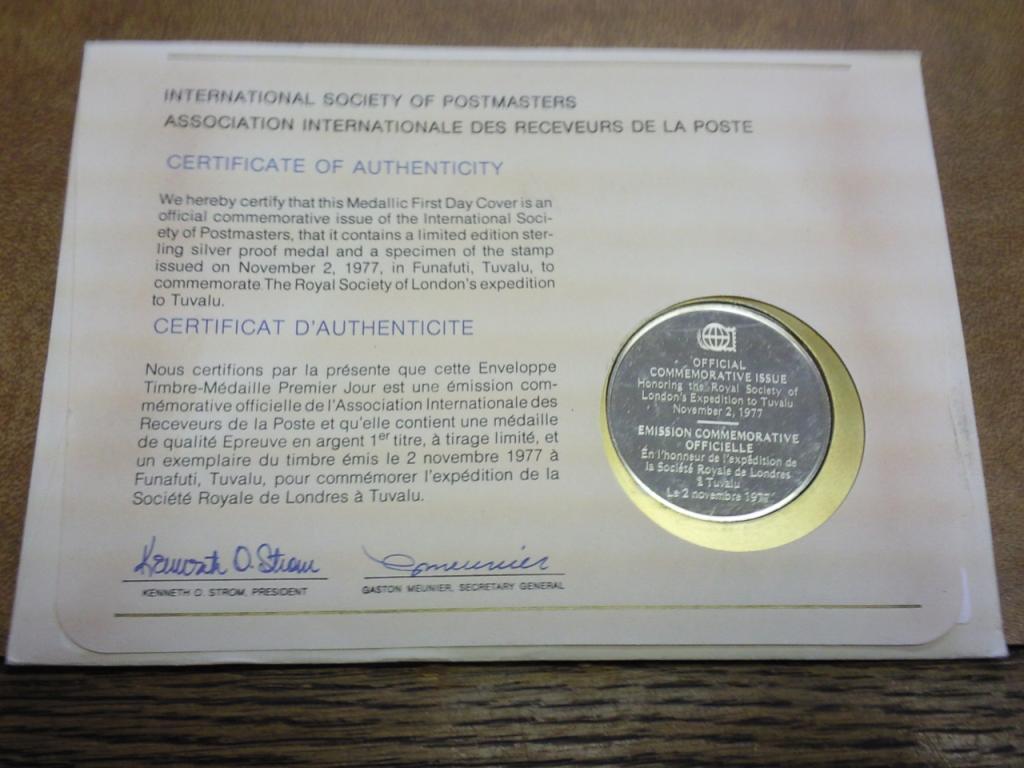 INTERNATIONAL SOCIETY OF POSTMASTERS
ASSOCIATION INTERNATIONALE DES RECEVEURS DE LA POSTE
CERTIFICATE OF AUTHENTICITY
We hereby certify that this Medallic First Day Cover is an
official commemorative issue of the International Soci-
ety of Postmasters, that it contains a limited edition ster-
ling silver proof medal and a specimen of the stamp
issued on November 2, 1977, in Funafuti, Tuvalu, to
commemorate The Royal Society of London's expedition
to Tuvalu.
CERTIFICAT D'AUTHENTICITE
Nous certifions par la présente que cette Enveloppe
Timbre-Médaille Premier Jour est une émission com-
mémorative officielle de l'Association Internationale des
Receveurs de la Poste et qu'elle contient une médaille
de qualité Epreuve en argent 1er titre, à tirage limité, et
un exemplaire du timbre émis le 2 novembre 1977 à
Funafuti, Tuvalu, pour commémorer l'expédition de la
Société Royale de Londres à Tuvalu.
Kenneth O. Strom
G Meunier
KENNETH O. STROM, PRESIDENT
GASTON MEUNIER, SECRETARY GENERAL
OFFICIAL
COMMEMORATIVE ISSUE
Honoring the Royal Society of
London's Expedition to Tuvalu
November 2, 1977
EMISSION COMMEMORATIVE
OFFICIELLE
En l'honneur de l'expédition de
la Société Royale de Londres
à Tuvalu
Le 2 novembre 1977